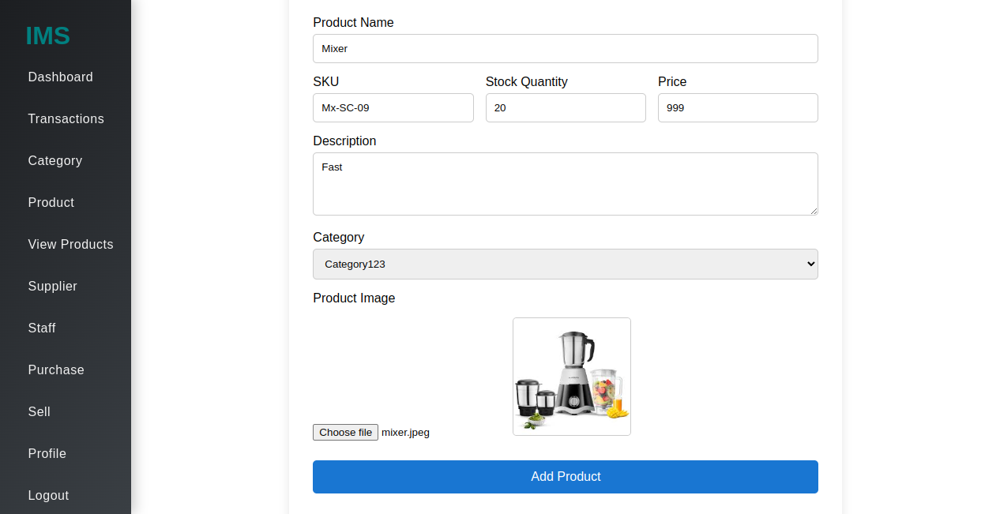 IMS
Dashboard
Transactions
Category
Product
View Products
Supplier
Staff
Purchase
Sell
Profile
Logout
Product Name
Mixer
SKU Stock Quantity Price
Mx-SC-09 20 999
Description
Fast
Category
Category123
Product Image
Choose file mixer.jpeg
Add Product